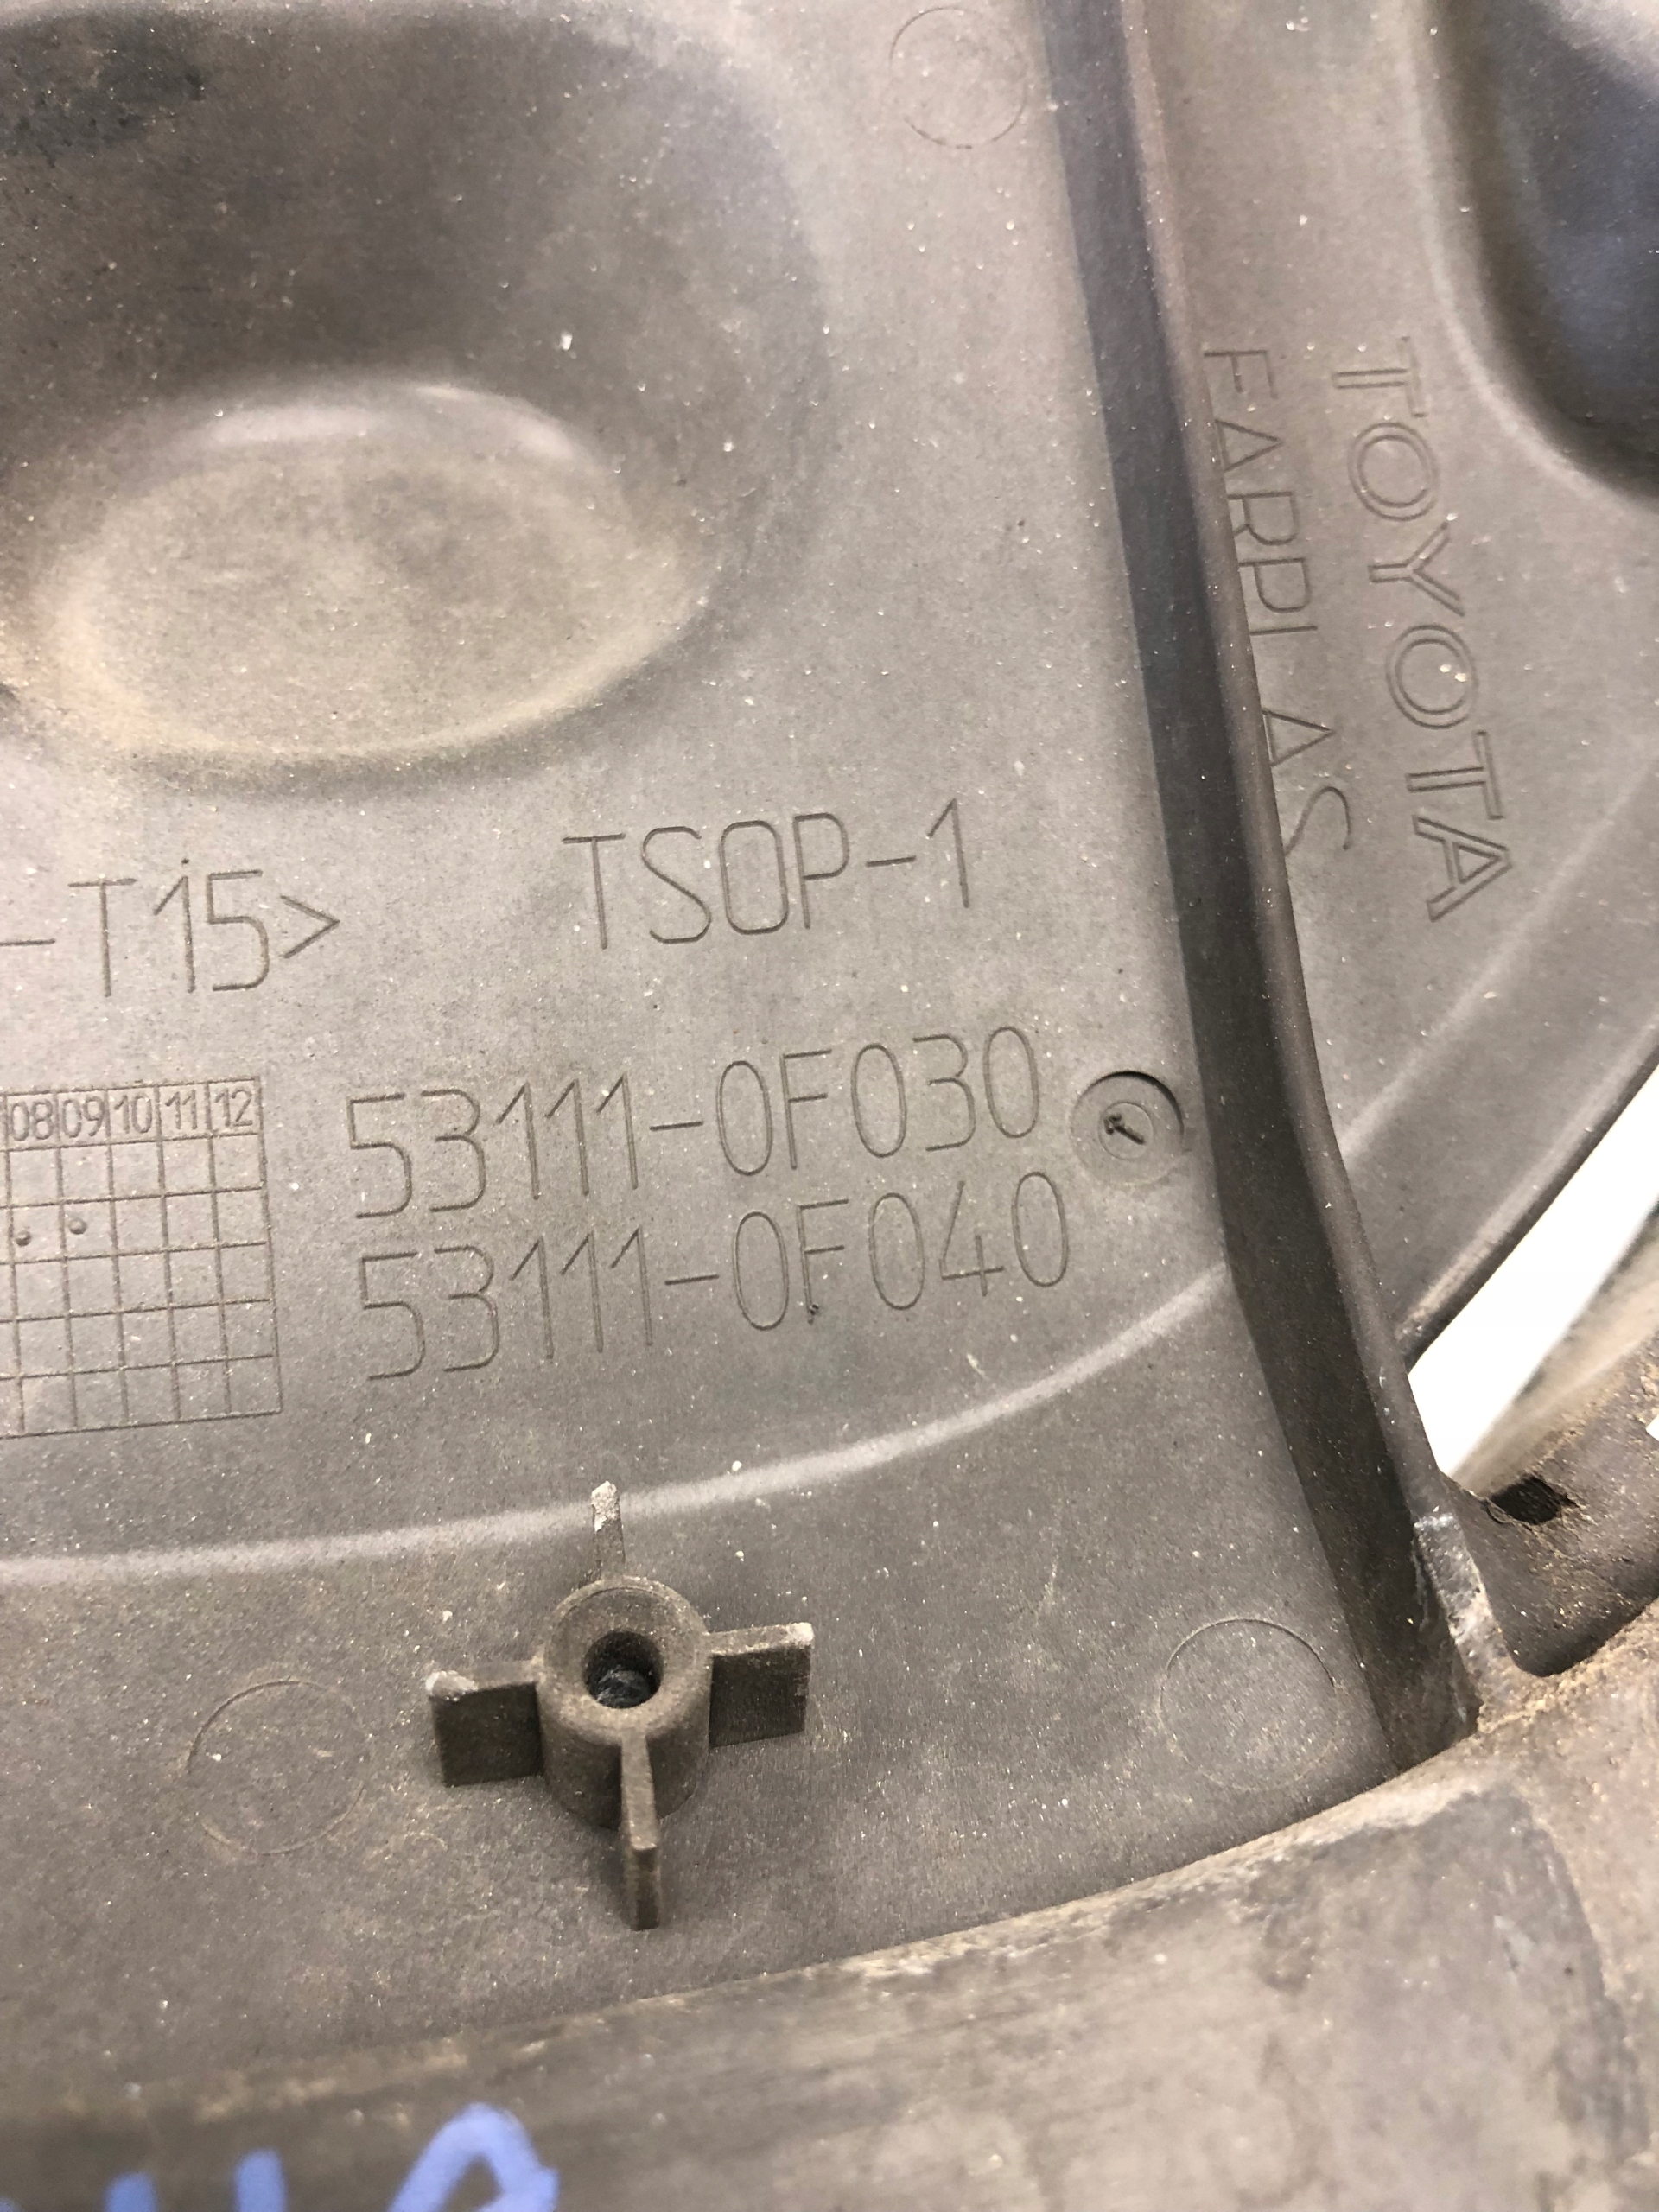 TOYOTA
FARPLAS
-T15> TSOP-1
08 09 10 11 12
53111-0F030
53111-0F040